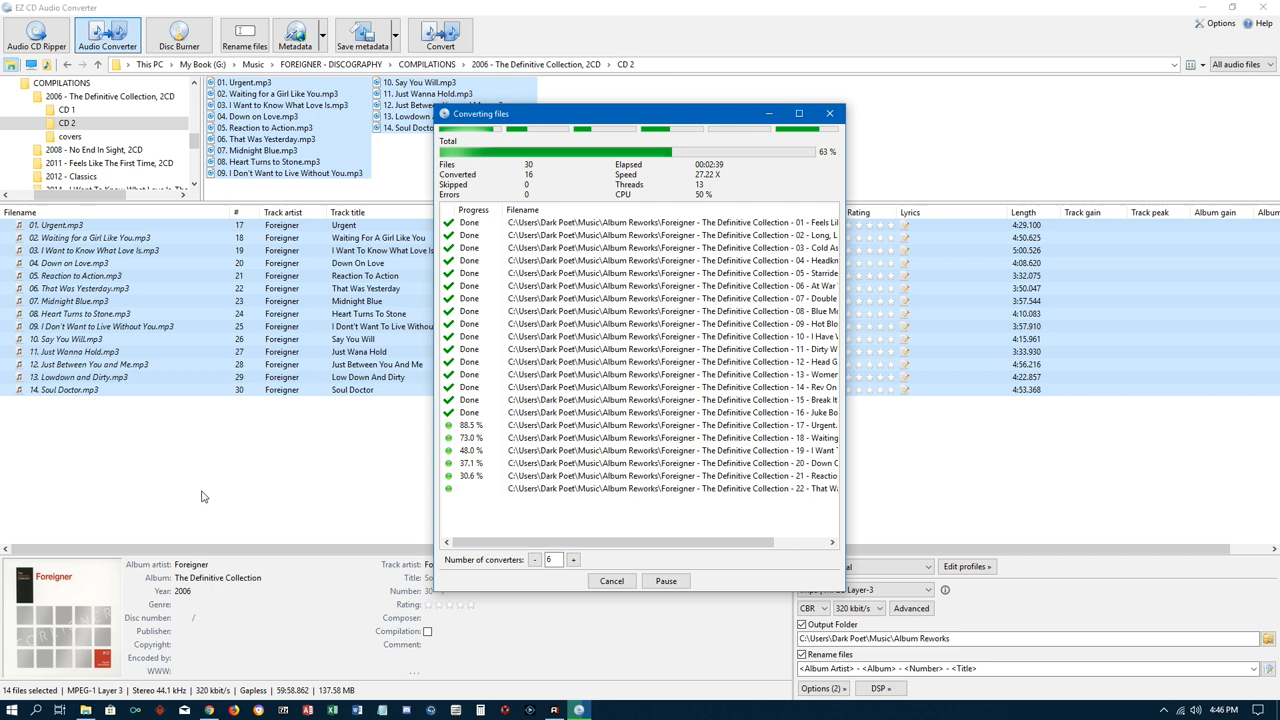 EZ CD Audio Converter
Options Help
Audio CD Ripper Audio Converter Disc Burner Rename files Metadata Save metadata Convert
This PC > My Book (G:) > Music > FOREIGNER - DISCOGRAPHY > COMPILATIONS > 2006 - The Definitive Collection, 2CD > CD 2
All audio files
COMPILATIONS
2006 - The Definitive Collection, 2CD
CD 1
CD 2
covers
2008 - No End In Sight, 2CD
2011 - Feels Like The First Time, 2CD
2012 - Classics
01. Urgent.mp3
02. Waiting for a Girl Like You.mp3
03. I Want to Know What Love Is.mp3
04. Down on Love.mp3
05. Reaction to Action.mp3
06. That Was Yesterday.mp3
07. Midnight Blue.mp3
08. Heart Turns to Stone.mp3
09. I Don't Want to Live Without You.mp3
10. Say You Will.mp3
11. Just Wanna Hold.mp3
12. Just Between You and Me.mp3
13. Lowdow
14. Soul Docto
Filename # Track artist Track title
01. Urgent.mp3 17 Foreigner Urgent
02. Waiting for a Girl Like You.mp3 18 Foreigner Waiting For A Girl Like You
03. I Want to Know What Love Is.mp3 19 Foreigner I Want To Know What Love Is
04. Down on Love.mp3 20 Foreigner Down On Love
05. Reaction to Action.mp3 21 Foreigner Reaction To Action
06. That Was Yesterday.mp3 22 Foreigner That Was Yesterday
07. Midnight Blue.mp3 23 Foreigner Midnight Blue
08. Heart Turns to Stone.mp3 24 Foreigner Heart Turns To Stone
09. I Don't Want to Live Without You.mp3 25 Foreigner I Dont't Want To Live Without
10. Say You Will.mp3 26 Foreigner Say You Will
11. Just Wanna Hold.mp3 27 Foreigner Just Wana Hold
12. Just Between You and Me.mp3 28 Foreigner Just Between You And Me
13. Lowdown and Dirty.mp3 29 Foreigner Low Down And Dirty
14. Soul Doctor.mp3 30 Foreigner Soul Doctor
Converting files
Total
63 %
Files 30 Elapsed 00:02:39
Converted 16 Speed 27.22 X
Skipped 0 Threads 13
Errors 0 CPU 50 %
Progress Filename
Done C:\Users\Dark Poet\Music\Album Reworks\Foreigner - The Definitive Collection - 01 - Feels Li
Done C:\Users\Dark Poet\Music\Album Reworks\Foreigner - The Definitive Collection - 02 - Long, L
Done C:\Users\Dark Poet\Music\Album Reworks\Foreigner - The Definitive Collection - 03 - Cold As
Done C:\Users\Dark Poet\Music\Album Reworks\Foreigner - The Definitive Collection - 04 - Headkn
Done C:\Users\Dark Poet\Music\Album Reworks\Foreigner - The Definitive Collection - 05 - Starride
Done C:\Users\Dark Poet\Music\Album Reworks\Foreigner - The Definitive Collection - 06 - At War
Done C:\Users\Dark Poet\Music\Album Reworks\Foreigner - The Definitive Collection - 07 - Double
Done C:\Users\Dark Poet\Music\Album Reworks\Foreigner - The Definitive Collection - 08 - Blue Mo
Done C:\Users\Dark Poet\Music\Album Reworks\Foreigner - The Definitive Collection - 09 - Hot Blo
Done C:\Users\Dark Poet\Music\Album Reworks\Foreigner - The Definitive Collection - 10 - I Have
Done C:\Users\Dark Poet\Music\Album Reworks\Foreigner - The Definitive Collection - 11 - Dirty W
Done C:\Users\Dark Poet\Music\Album Reworks\Foreigner - The Definitive Collection - 12 - Head G
Done C:\Users\Dark Poet\Music\Album Reworks\Foreigner - The Definitive Collection - 13 - Women
Done C:\Users\Dark Poet\Music\Album Reworks\Foreigner - The Definitive Collection - 14 - Rev On
Done C:\Users\Dark Poet\Music\Album Reworks\Foreigner - The Definitive Collection - 15 - Break It
Done C:\Users\Dark Poet\Music\Album Reworks\Foreigner - The Definitive Collection - 16 - Juke Bo
88.5 % C:\Users\Dark Poet\Music\Album Reworks\Foreigner - The Definitive Collection - 17 - Urgent.
73.0 % C:\Users\Dark Poet\Music\Album Reworks\Foreigner - The Definitive Collection - 18 - Waiting
48.0 % C:\Users\Dark Poet\Music\Album Reworks\Foreigner - The Definitive Collection - 19 - I Want
37.1 % C:\Users\Dark Poet\Music\Album Reworks\Foreigner - The Definitive Collection - 20 - Down C
30.6 % C:\Users\Dark Poet\Music\Album Reworks\Foreigner - The Definitive Collection - 21 - Reactio
C:\Users\Dark Poet\Music\Album Reworks\Foreigner - The Definitive Collection - 22 - That Wa
Number of converters: - 6 +
Cancel Pause
Rating Lyrics Length Track gain Track peak Album gain Album
4:29.100
4:50.625
5:00.526
4:08.620
3:32.075
3:50.047
3:57.544
4:10.083
3:57.910
4:15.961
3:33.930
4:56.216
4:22.857
4:53.368
Foreigner
Album artist: Foreigner
Album: The Definitive Collection
Year: 2006
Genre:
Disc number: /
Publisher:
Copyright:
Encoded by:
WWW:
Track artist: Fo
Track title: So
Number: 30
Rating:
Composer:
Compilation:
Comment:
...
Edit profiles »
CBR 320 kbit/s Advanced
Output Folder
C:\Users\Dark Poet\Music\Album Reworks
Rename files
<Album Artist> - <Album> - <Number> - <Title>
Options (2) » DSP »
14 files selected MPEG-1 Layer 3 Stereo 44.1 kHz 320 kbit/s Gapless 59:58.862 137.58 MB
4:46 PM